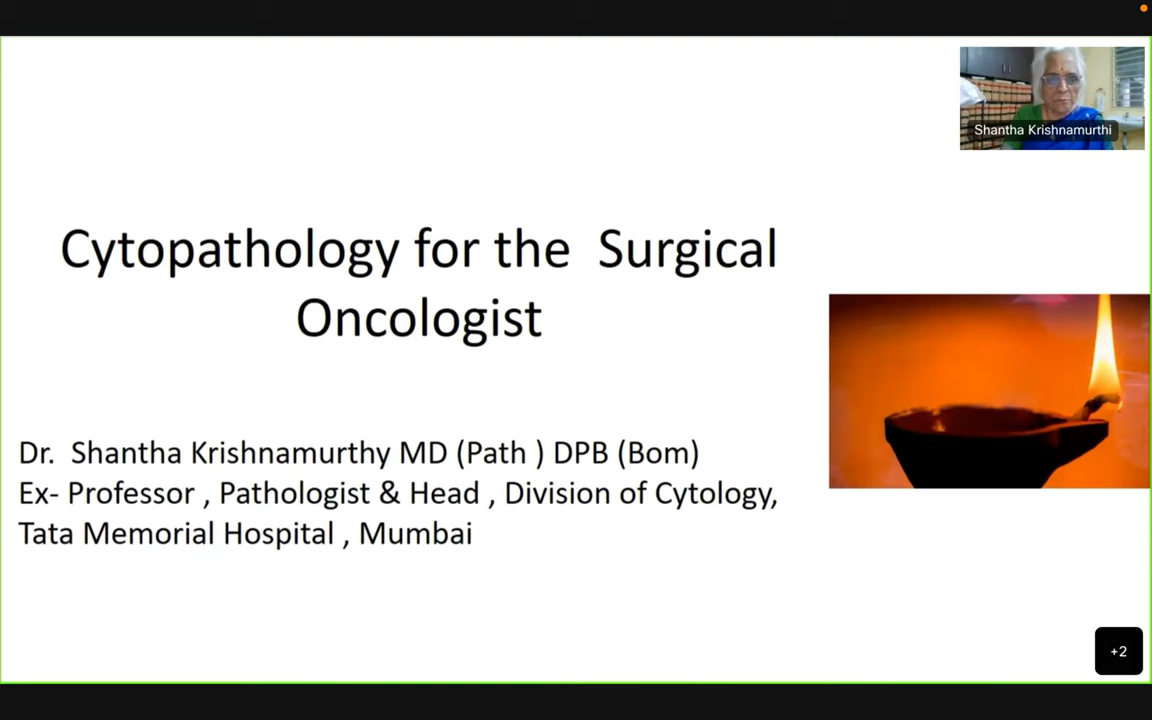 Shantha Krishnamurthi
Cytopathology for the  Surgical
Oncologist
Dr.  Shantha Krishnamurthy MD (Path ) DPB (Bom)
Ex- Professor , Pathologist & Head , Division of Cytology,
Tata Memorial Hospital , Mumbai
+2